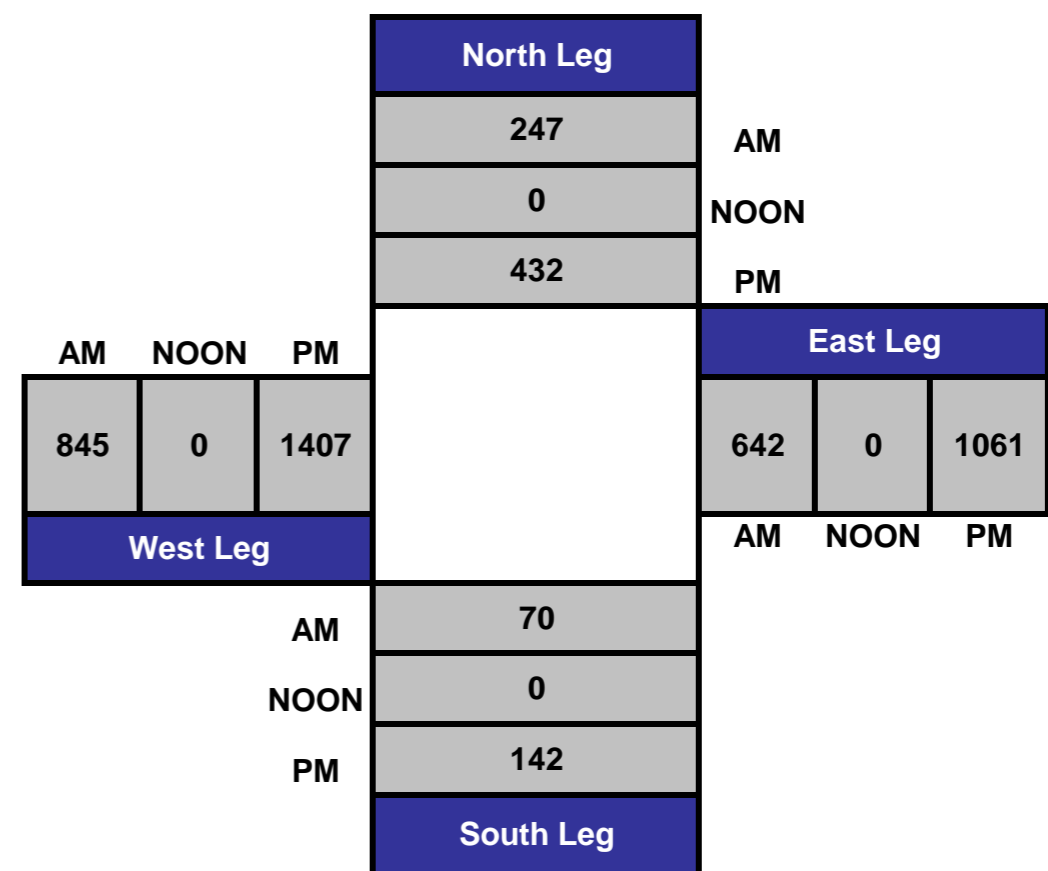 North Leg
247
AM
0
NOON
432
PM
East Leg
AM NOON PM
845 0 1407
642 0 1061
West Leg
AM NOON PM
AM
70
NOON
0
PM
142
South Leg